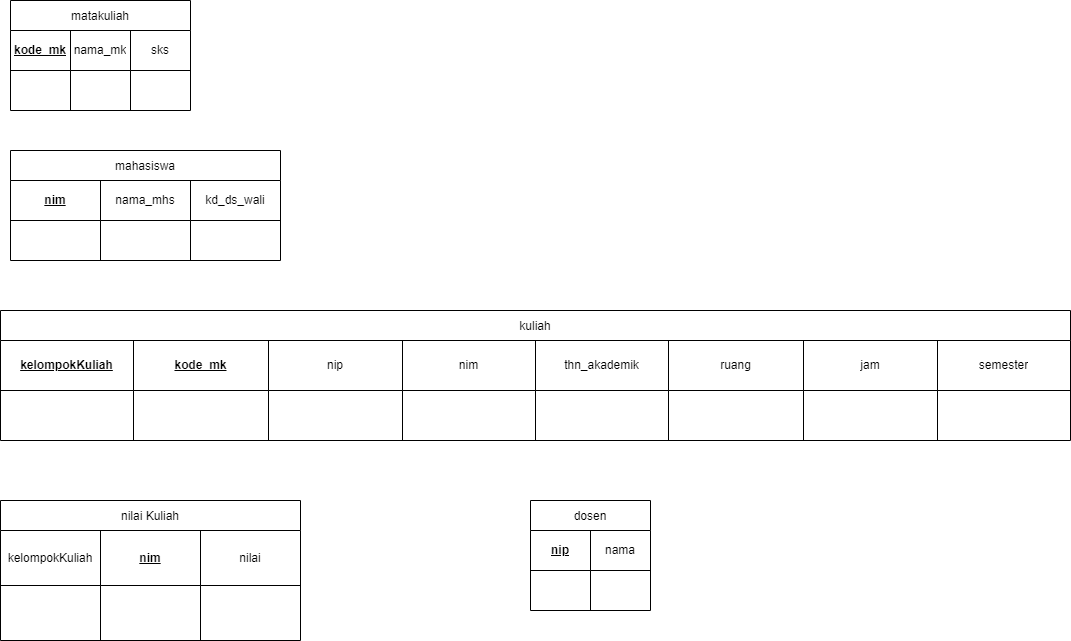 matakuliah
kode_mk nama_mk sks
mahasiswa
nim nama_mhs kd_ds_wali
kuliah
kelompokKuliah kode_mk nip nim thn_akademik ruang jam semester
nilai Kuliah
kelompokKuliah nim nilai
dosen
nip nama